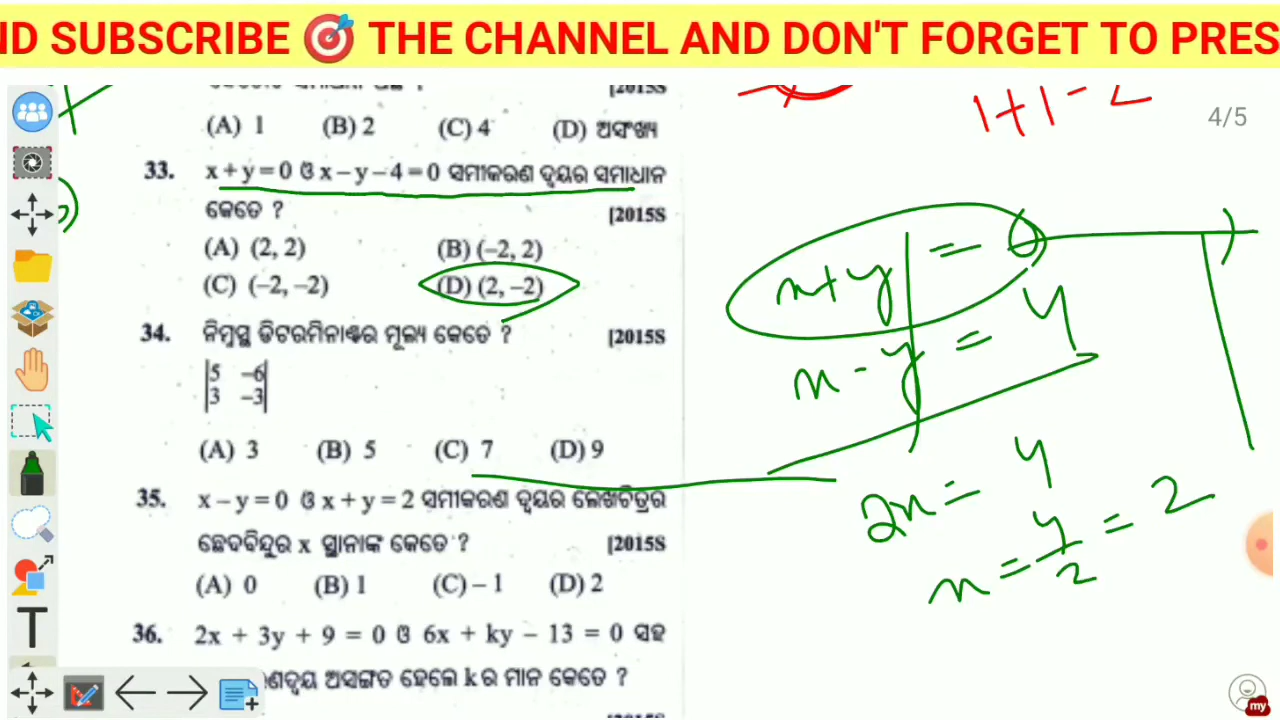 ND SUBSCRIBE 🎯 THE CHANNEL AND DON'T FORGET TO PRES
[2015S
1+1=2
4/5
(A) 1 (B) 2 (C) 4 (D) ଅସଂଖ୍ୟ
33. x + y = 0 ଓ x – y – 4 = 0 ସମୀକରଣ ଦ୍ୱୟର ସମାଧାନ
କେତେ ? [2015S
(A) (2, 2) (B) (–2, 2)
(C) (–2, –2) (D) (2, –2)
34. ନିମ୍ନସ୍ଥ ଡିଟରମିନାଣ୍ଟର ମୂଲ୍ୟ କେତେ ? [2015S
5 –6
3 –3
(A) 3 (B) 5 (C) 7 (D) 9
35. x – y = 0 ଓ x + y = 2 ସମୀକରଣ ଦ୍ୱୟର ଲେଖଚିତ୍ରର
ଛେଦବିନ୍ଦୁର x ସ୍ଥାନାଙ୍କ କେତେ ? [2015S
(A) 0 (B) 1 (C) – 1 (D) 2
36. 2x + 3y + 9 = 0 ଓ 6x + ky – 13 = 0 ସହ
ଣଦ୍ୱୟ ଅସଙ୍ଗତ ହେଲେ k ର ମାନ କେତେ ?
x+y = 0
x-y = 4
2x = 4
x = 4/2 = 2
T
my